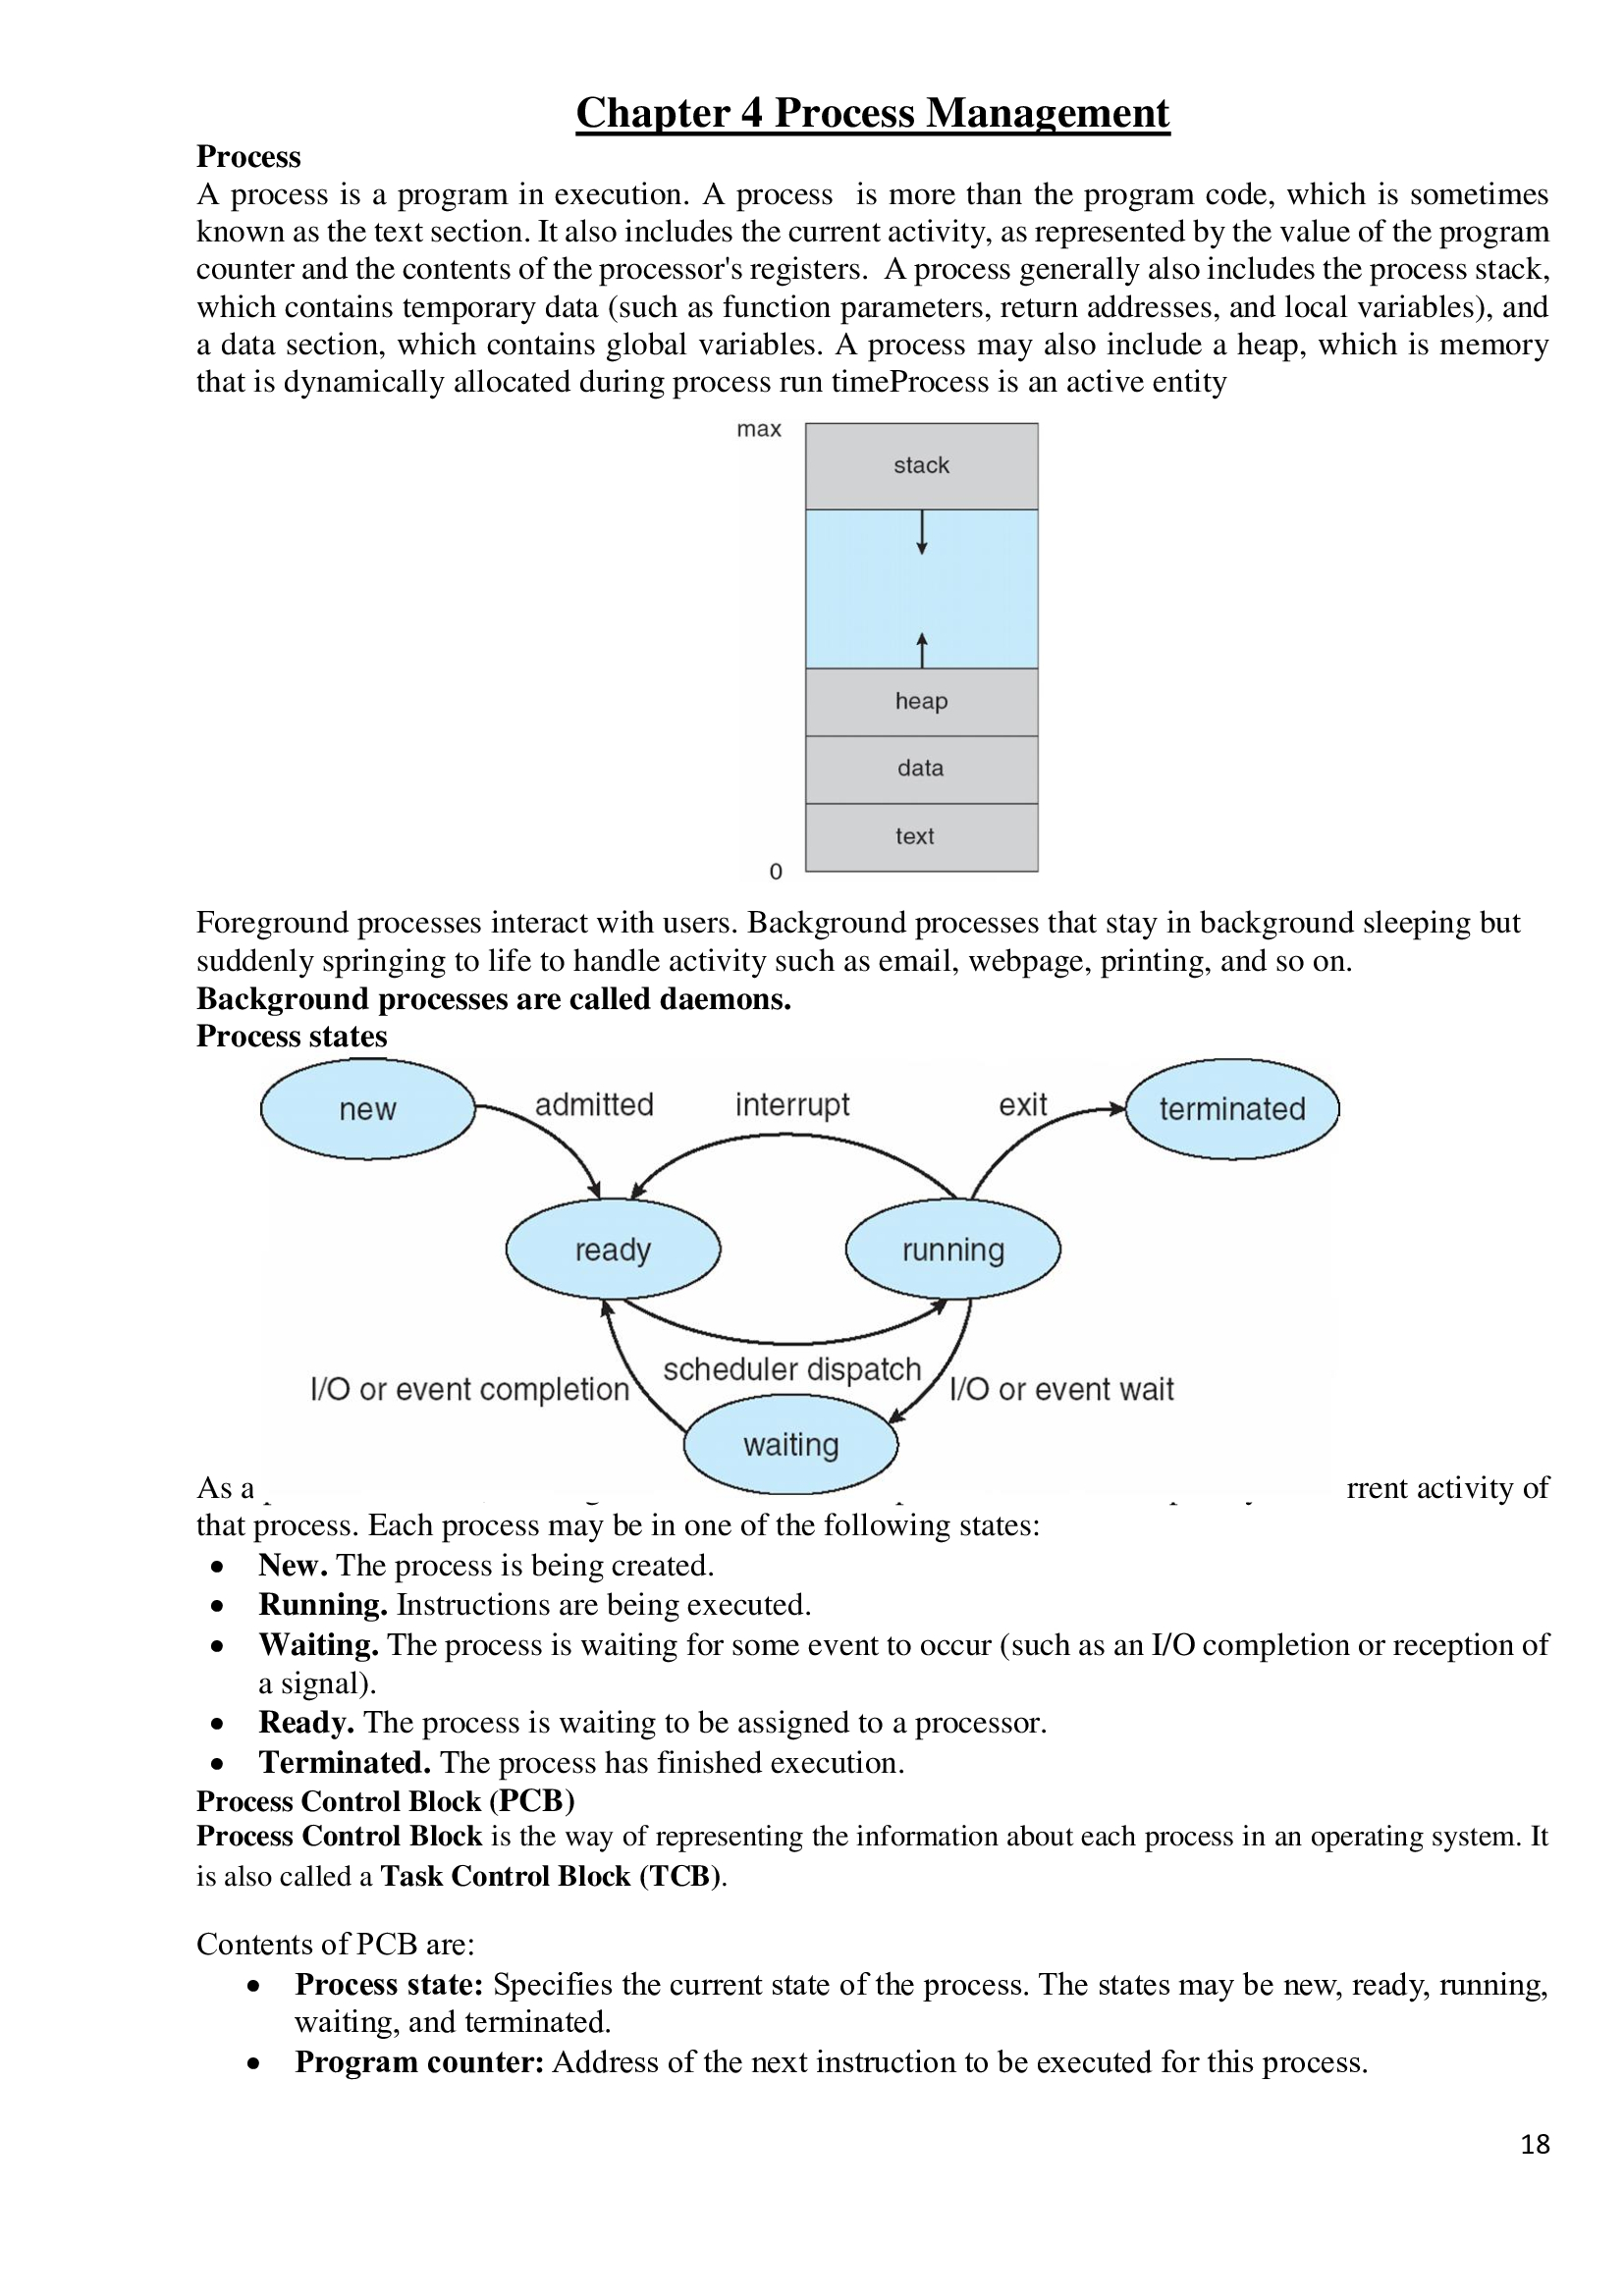 Chapter 4 Process Management
Process
A process is a program in execution. A process is more than the program code, which is sometimes
known as the text section. It also includes the current activity, as represented by the value of the program
counter and the contents of the processor's registers. A process generally also includes the process stack,
which contains temporary data (such as function parameters, return addresses, and local variables), and
a data section, which contains global variables. A process may also include a heap, which is memory
that is dynamically allocated during process run timeProcess is an active entity
max
stack
heap
data
text
0
Foreground processes interact with users. Background processes that stay in background sleeping but
suddenly springing to life to handle activity such as email, webpage, printing, and so on.
Background processes are called daemons.
Process states
new
admitted
interrupt
exit
terminated
ready
running
scheduler dispatch
I/O or event completion
I/O or event wait
waiting
As a rrent activity of
that process. Each process may be in one of the following states:
• New. The process is being created.
• Running. Instructions are being executed.
• Waiting. The process is waiting for some event to occur (such as an I/O completion or reception of
a signal).
• Ready. The process is waiting to be assigned to a processor.
• Terminated. The process has finished execution.
Process Control Block (PCB)
Process Control Block is the way of representing the information about each process in an operating system. It
is also called a Task Control Block (TCB).
Contents of PCB are:
• Process state: Specifies the current state of the process. The states may be new, ready, running,
waiting, and terminated.
• Program counter: Address of the next instruction to be executed for this process.
18